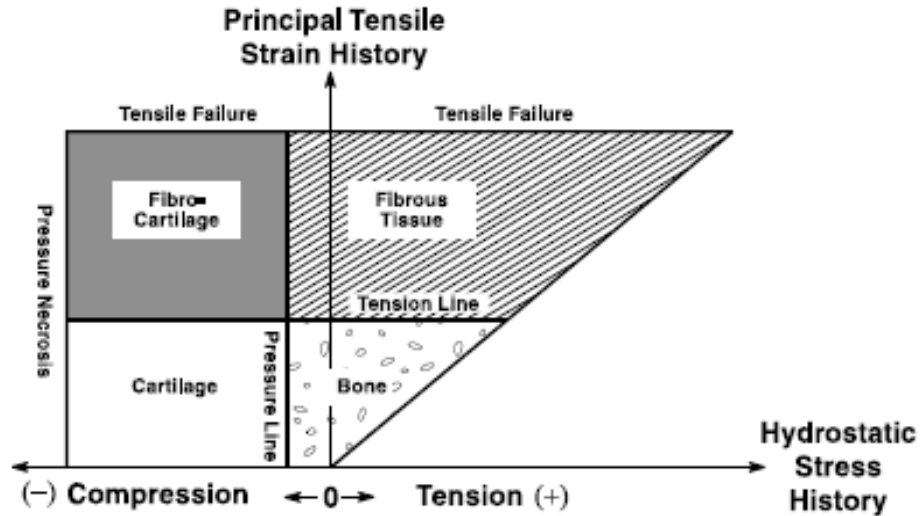 Principal Tensile
Strain History
Tensile Failure
Tensile Failure
Fibro-
Cartilage
Fibrous
Tissue
Pressure Necrosis
Tension Line
Cartilage
Pressure Line
Bone
Hydrostatic
Stress
History
(−) Compression
0
Tension (+)